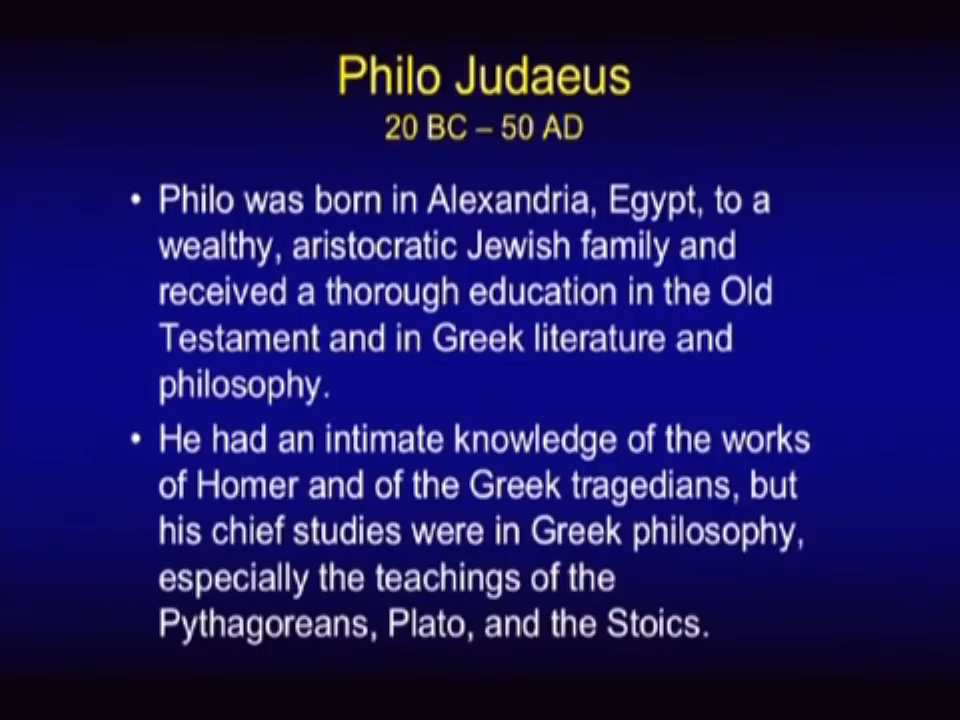 Philo Judaeus
20 BC – 50 AD
• Philo was born in Alexandria, Egypt, to a
wealthy, aristocratic Jewish family and
received a thorough education in the Old
Testament and in Greek literature and
philosophy.
• He had an intimate knowledge of the works
of Homer and of the Greek tragedians, but
his chief studies were in Greek philosophy,
especially the teachings of the
Pythagoreans, Plato, and the Stoics.